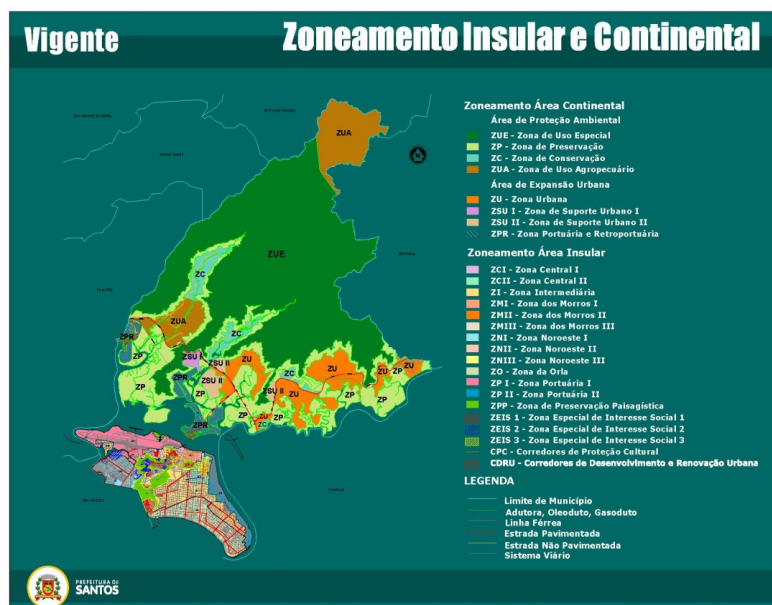 Vigente
Zoneamento Insular e Continental
Zoneamento Área Continental
Área de Proteção Ambiental
ZUE - Zona de Uso Especial
ZP - Zona de Preservação
ZC - Zona de Conservação
ZUA - Zona de Uso Agropecuário
Área de Expansão Urbana
ZU - Zona Urbana
ZSU I - Zona de Suporte Urbano I
ZSU II - Zona de Suporte Urbano II
ZPR - Zona Portuária e Retroportuária
Zoneamento Área Insular
ZCI - Zona Central I
ZCII - Zona Central II
ZI - Zona Intermediária
ZMI - Zona dos Morros I
ZMII - Zona dos Morros II
ZMIII - Zona dos Morros III
ZNI - Zona Noroeste I
ZNII - Zona Noroeste II
ZNIII - Zona Noroeste III
ZO - Zona da Orla
ZP I - Zona Portuária I
ZP II - Zona Portuária II
ZPP - Zona de Preservação Paisagística
ZEIS 1 - Zona Especial de Interesse Social 1
ZEIS 2 - Zona Especial de Interesse Social 2
ZEIS 3 - Zona Especial de Interesse Social 3
CPC - Corredores de Proteção Cultural
CDRU - Corredores de Desenvolvimento e Renovação Urbana
LEGENDA
Limite de Município
Adutora, Oleoduto, Gasoduto
Linha Férrea
Estrada Pavimentada
Estrada Não Pavimentada
Sistema Viário
ZUA
ZUE
ZC
ZUA
ZPR
ZC
ZP
ZSU I
ZSU II
ZU
ZU
ZPR
ZSU II
ZC
ZU
ZP
ZU
ZP
ZSU II
ZU
ZP
ZP
ZP
ZP
ZU
ZC
ZPR
PREFEITURA DE
SANTOS